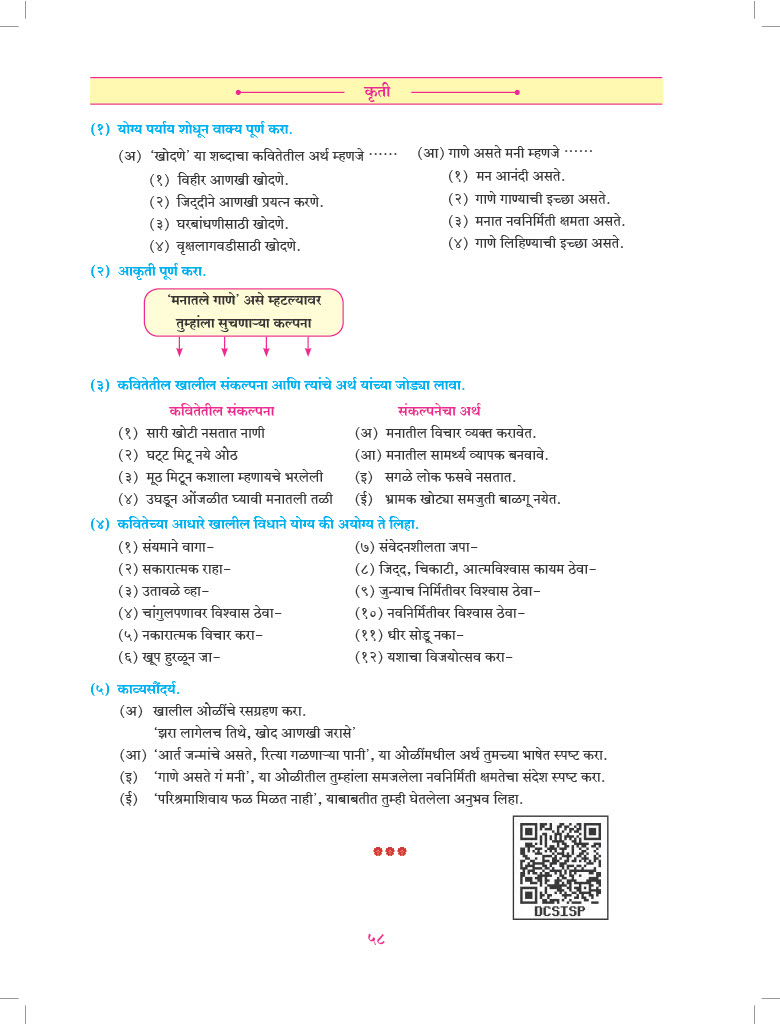 कृती
(१) योग्य पर्याय शोधून वाक्य पूर्ण करा.
(अ) ‘खोदणे’ या शब्दाचा कवितेतील अर्थ म्हणजे ......
(१) विहीर आणखी खोदणे.
(२) जिद्दीने आणखी प्रयत्न करणे.
(३) घरबांधणीसाठी खोदणे.
(४) वृक्षलागवडीसाठी खोदणे.
(आ) गाणे असते मनी म्हणजे ......
(१) मन आनंदी असते.
(२) गाणे गाण्याची इच्छा असते.
(३) मनात नवनिर्मिती क्षमता असते.
(४) गाणे लिहिण्याची इच्छा असते.
(२) आकृती पूर्ण करा.
‘मनातले गाणे’ असे म्हटल्यावर
तुम्हांला सुचणाऱ्या कल्पना
(३) कवितेतील खालील संकल्पना आणि त्यांचे अर्थ यांच्या जोड्या लावा.
कवितेतील संकल्पना संकल्पनेचा अर्थ
(१) सारी खोटी नसतात नाणी (अ) मनातील विचार व्यक्त करावेत.
(२) घट्ट मिटू नये ओठ (आ) मनातील सामर्थ्य व्यापक बनवावे.
(३) मूठ मिटून कशाला म्हणायचे भरलेली (इ) सगळे लोक फसवे नसतात.
(४) उघडून ओंजळीत घ्यावी मनातली तळी (ई) भ्रामक खोट्या समजुती बाळगू नयेत.
(४) कवितेच्या आधारे खालील विधाने योग्य की अयोग्य ते लिहा.
(१) संयमाने वागा– (७) संवेदनशीलता जपा–
(२) सकारात्मक राहा– (८) जिद्द, चिकाटी, आत्मविश्वास कायम ठेवा–
(३) उतावळे व्हा– (९) जुन्याच निर्मितीवर विश्वास ठेवा–
(४) चांगुलपणावर विश्वास ठेवा– (१०) नवनिर्मितीवर विश्वास ठेवा–
(५) नकारात्मक विचार करा– (११) धीर सोडू नका–
(६) खूप हुरळून जा– (१२) यशाचा विजयोत्सव करा–
(५) काव्यसौंदर्य.
(अ) खालील ओळींचे रसग्रहण करा.
‘झरा लागेलच तिथे, खोद आणखी जरासे’
(आ) ‘आर्त जन्मांचे असते, रित्या गळणाऱ्या पानी’, या ओळींमधील अर्थ तुमच्या भाषेत स्पष्ट करा.
(इ) ‘गाणे असते गं मनी’, या ओळीतील तुम्हांला समजलेला नवनिर्मिती क्षमतेचा संदेश स्पष्ट करा.
(ई) ‘परिश्रमाशिवाय फळ मिळत नाही’, याबाबतीत तुम्ही घेतलेला अनुभव लिहा.
DCSISP
५८